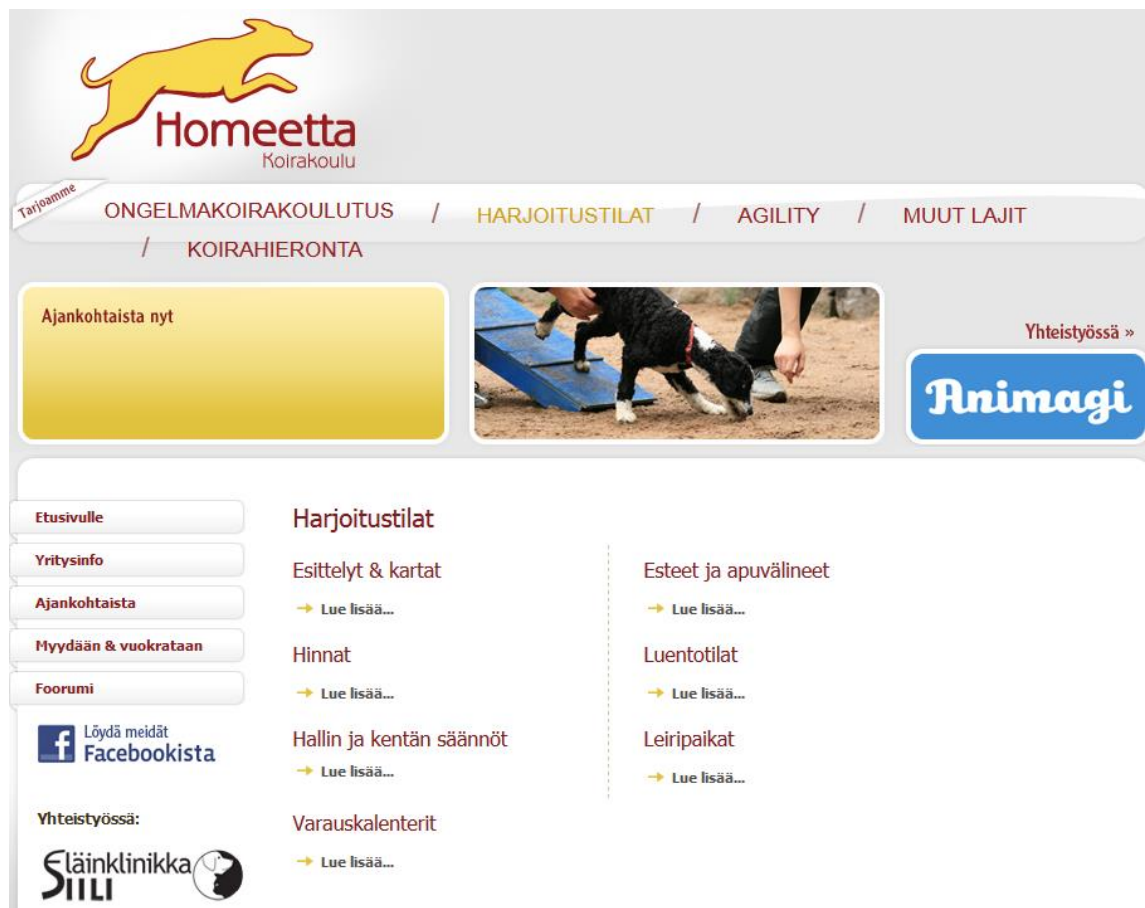 Homeetta
Koirakoulu
Tarjoamme
ONGELMAKOIRAKOULUTUS / HARJOITUSTILAT / AGILITY / MUUT LAJIT
/ KOIRAHIERONTA
Ajankohtaista nyt
Yhteistyössä »
Animagi
Etusivulle
Yritysinfo
Ajankohtaista
Myydään & vuokrataan
Foorumi
Löydä meidät
Facebookista
Yhteistyössä:
Eläinklinikka
SIILI
Harjoitustilat
Esittelyt & kartat
Lue lisää...
Hinnat
Lue lisää...
Hallin ja kentän säännöt
Lue lisää...
Varauskalenterit
Lue lisää...
Esteet ja apuvälineet
Lue lisää...
Luentotilat
Lue lisää...
Leiripaikat
Lue lisää...